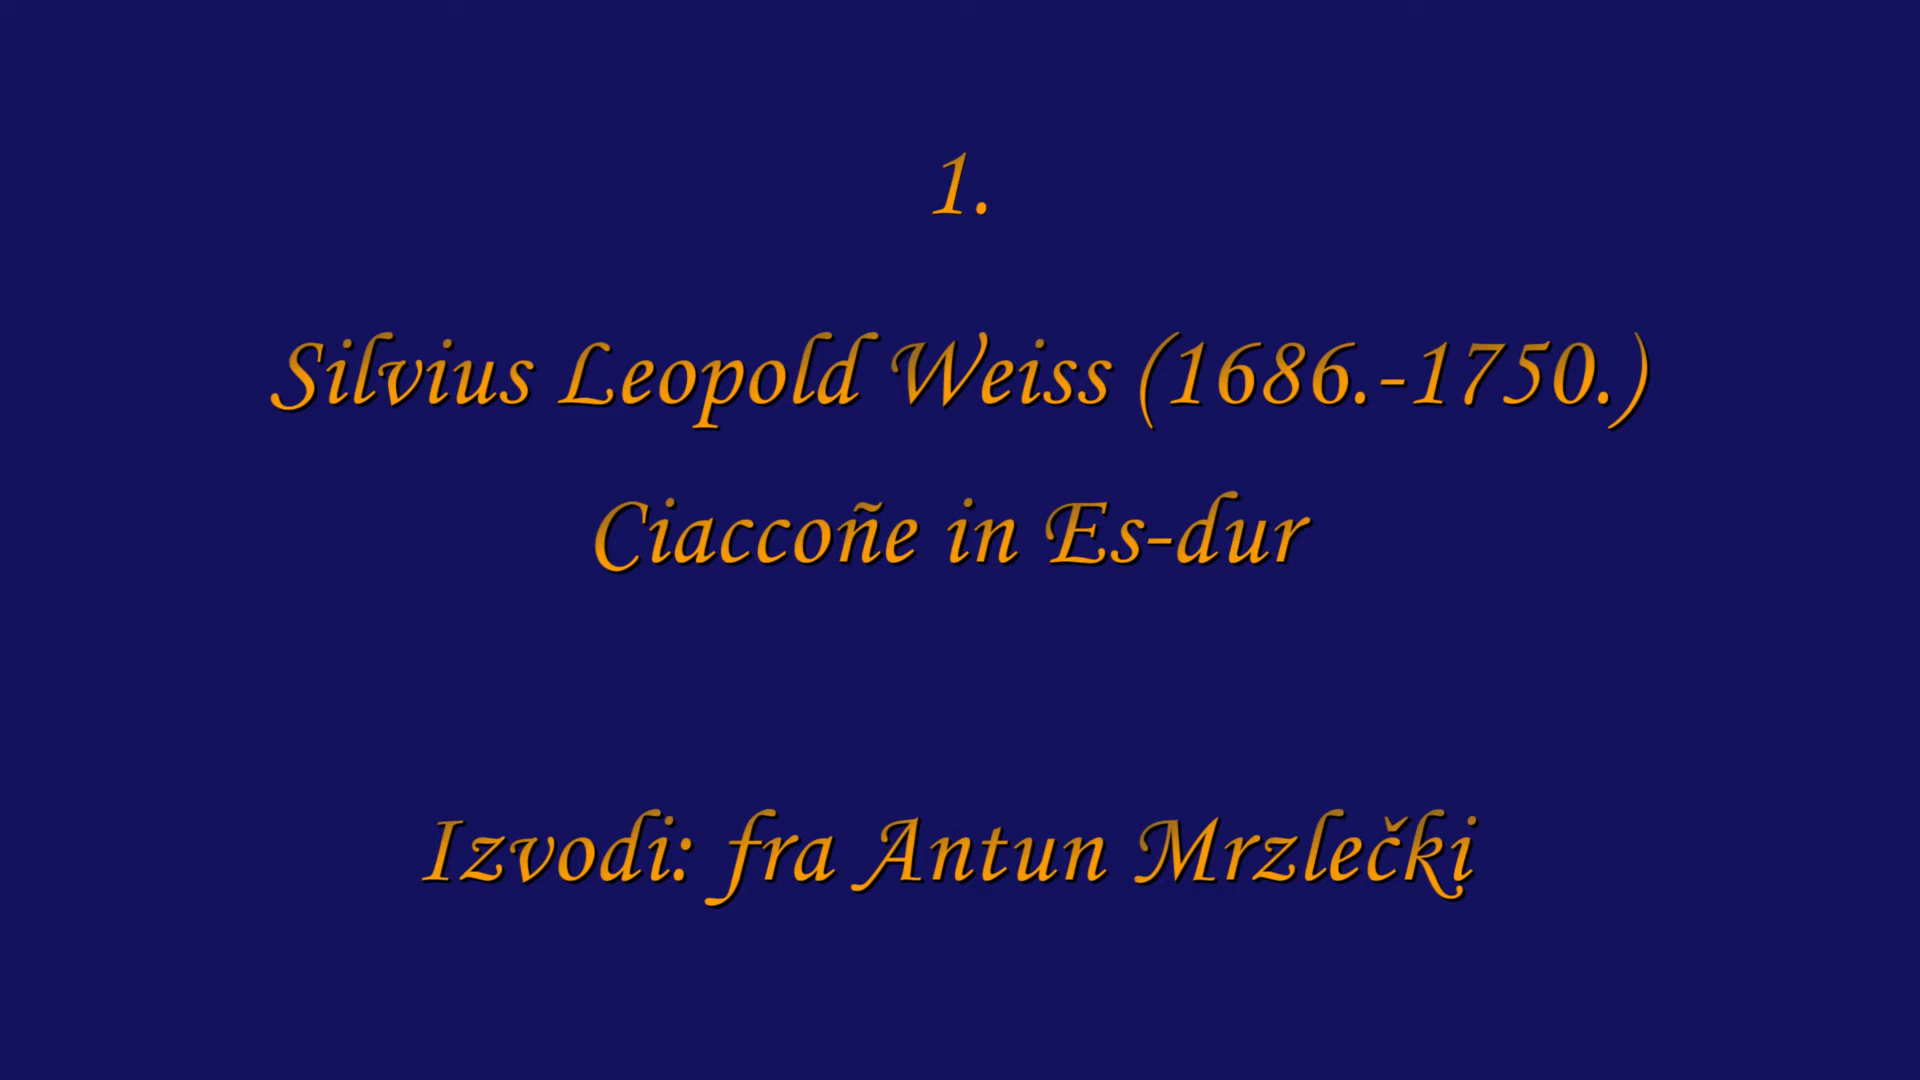 1.
Silvius Leopold Weiss (1686.-1750.)
Ciaccoñe in Es-dur
Izvodi: fra Antun Mrzlečki